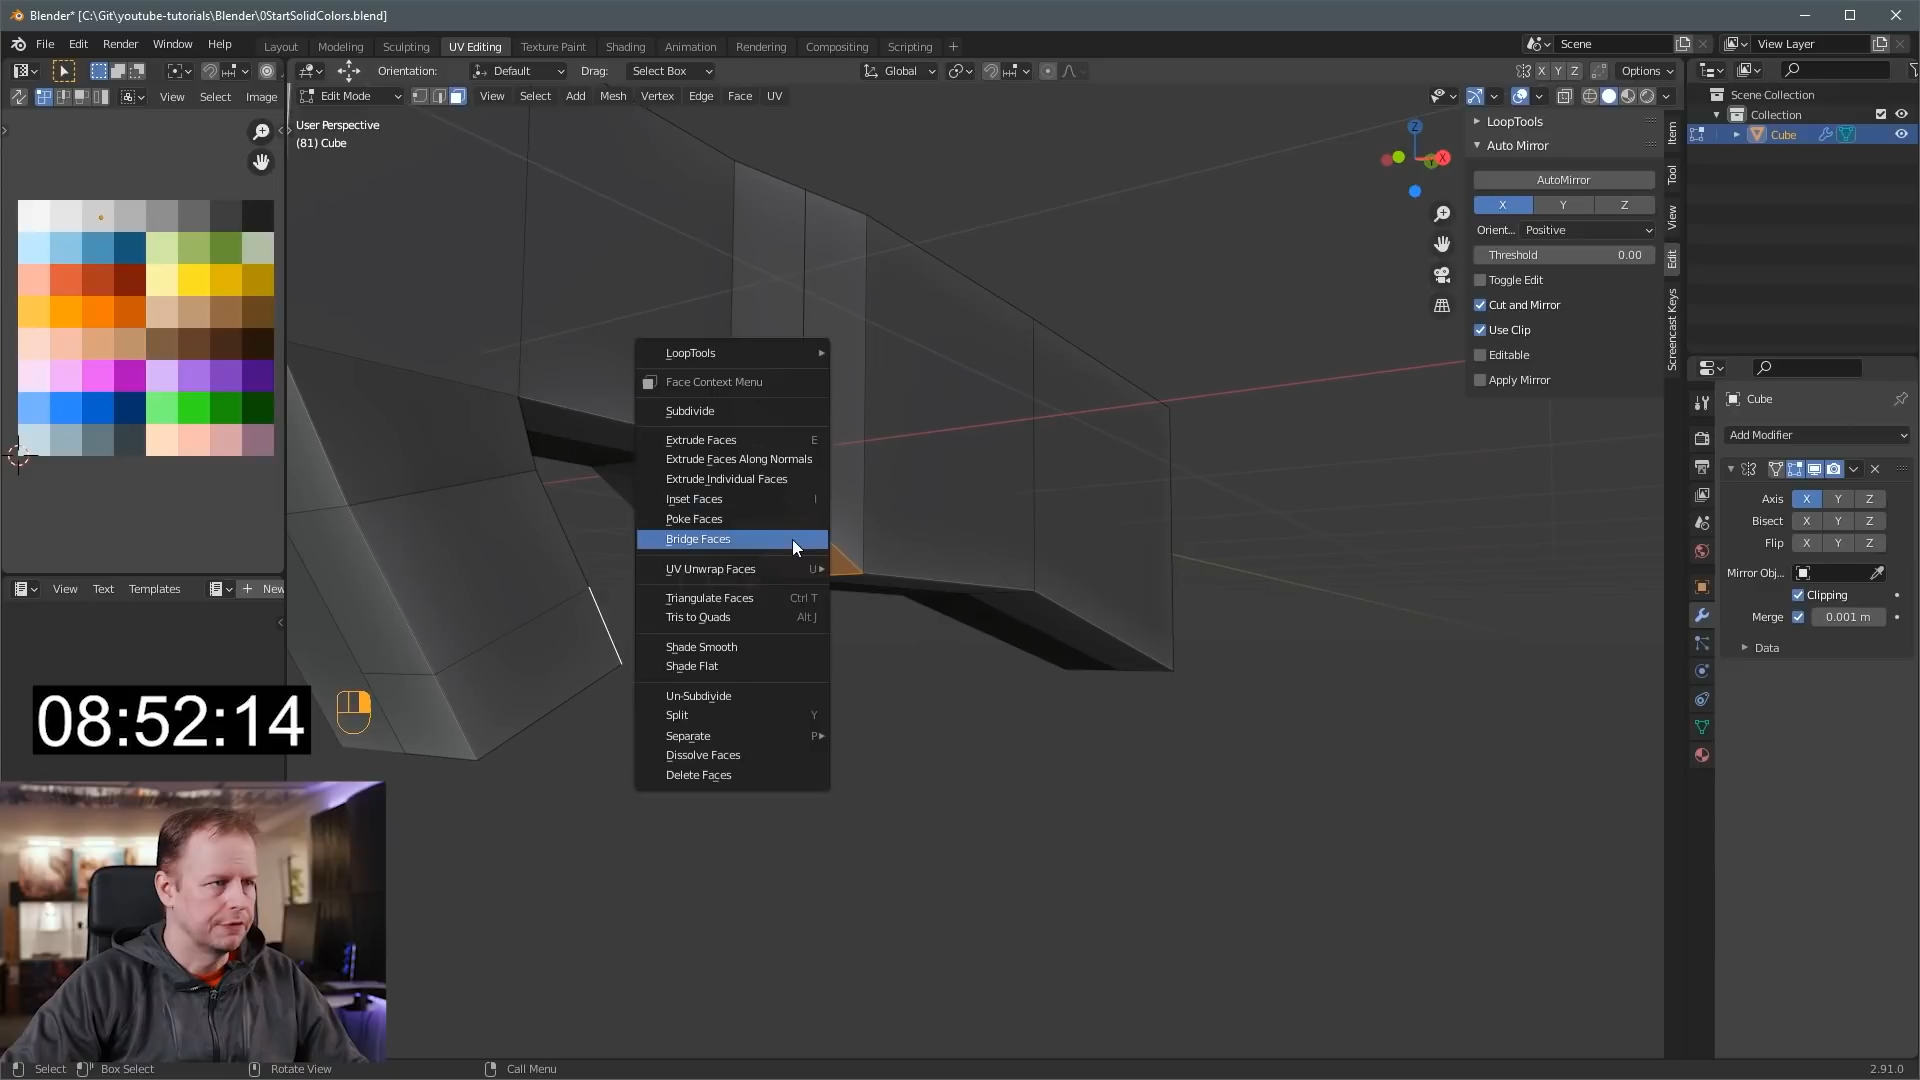 Blender* [C:\Git\youtube-tutorials\Blender\0StartSolidColors.blend]
File Edit Render Window Help
Layout Modeling Sculpting UV Editing Texture Paint Shading Animation Rendering Compositing Scripting +
Scene
View Layer
Orientation: Default Drag: Select Box
Global
X Y Z Options
View Select Image
Edit Mode View Select Add Mesh Vertex Edge Face UV
User Perspective
(81) Cube
Z
X
Y
LoopTools
Auto Mirror
AutoMirror
X Y Z
Orient... Positive
Threshold 0.00
Toggle Edit
Cut and Mirror
Use Clip
Editable
Apply Mirror
Item
Tool
View
Edit
Screencast Keys
Scene Collection
Collection
Cube
LoopTools
Face Context Menu
Subdivide
Extrude Faces E
Extrude Faces Along Normals
Extrude Individual Faces
Inset Faces I
Poke Faces
Bridge Faces
UV Unwrap Faces U
Triangulate Faces Ctrl T
Tris to Quads Alt J
Shade Smooth
Shade Flat
Un-Subdivide
Split Y
Separate P
Dissolve Faces
Delete Faces
Cube
Add Modifier
Axis X Y Z
Bisect X Y Z
Flip X Y Z
Mirror Obj...
Clipping
Merge 0.001 m
Data
View Text Templates + New
08:52:14
Select Box Select Rotate View Call Menu
2.91.0